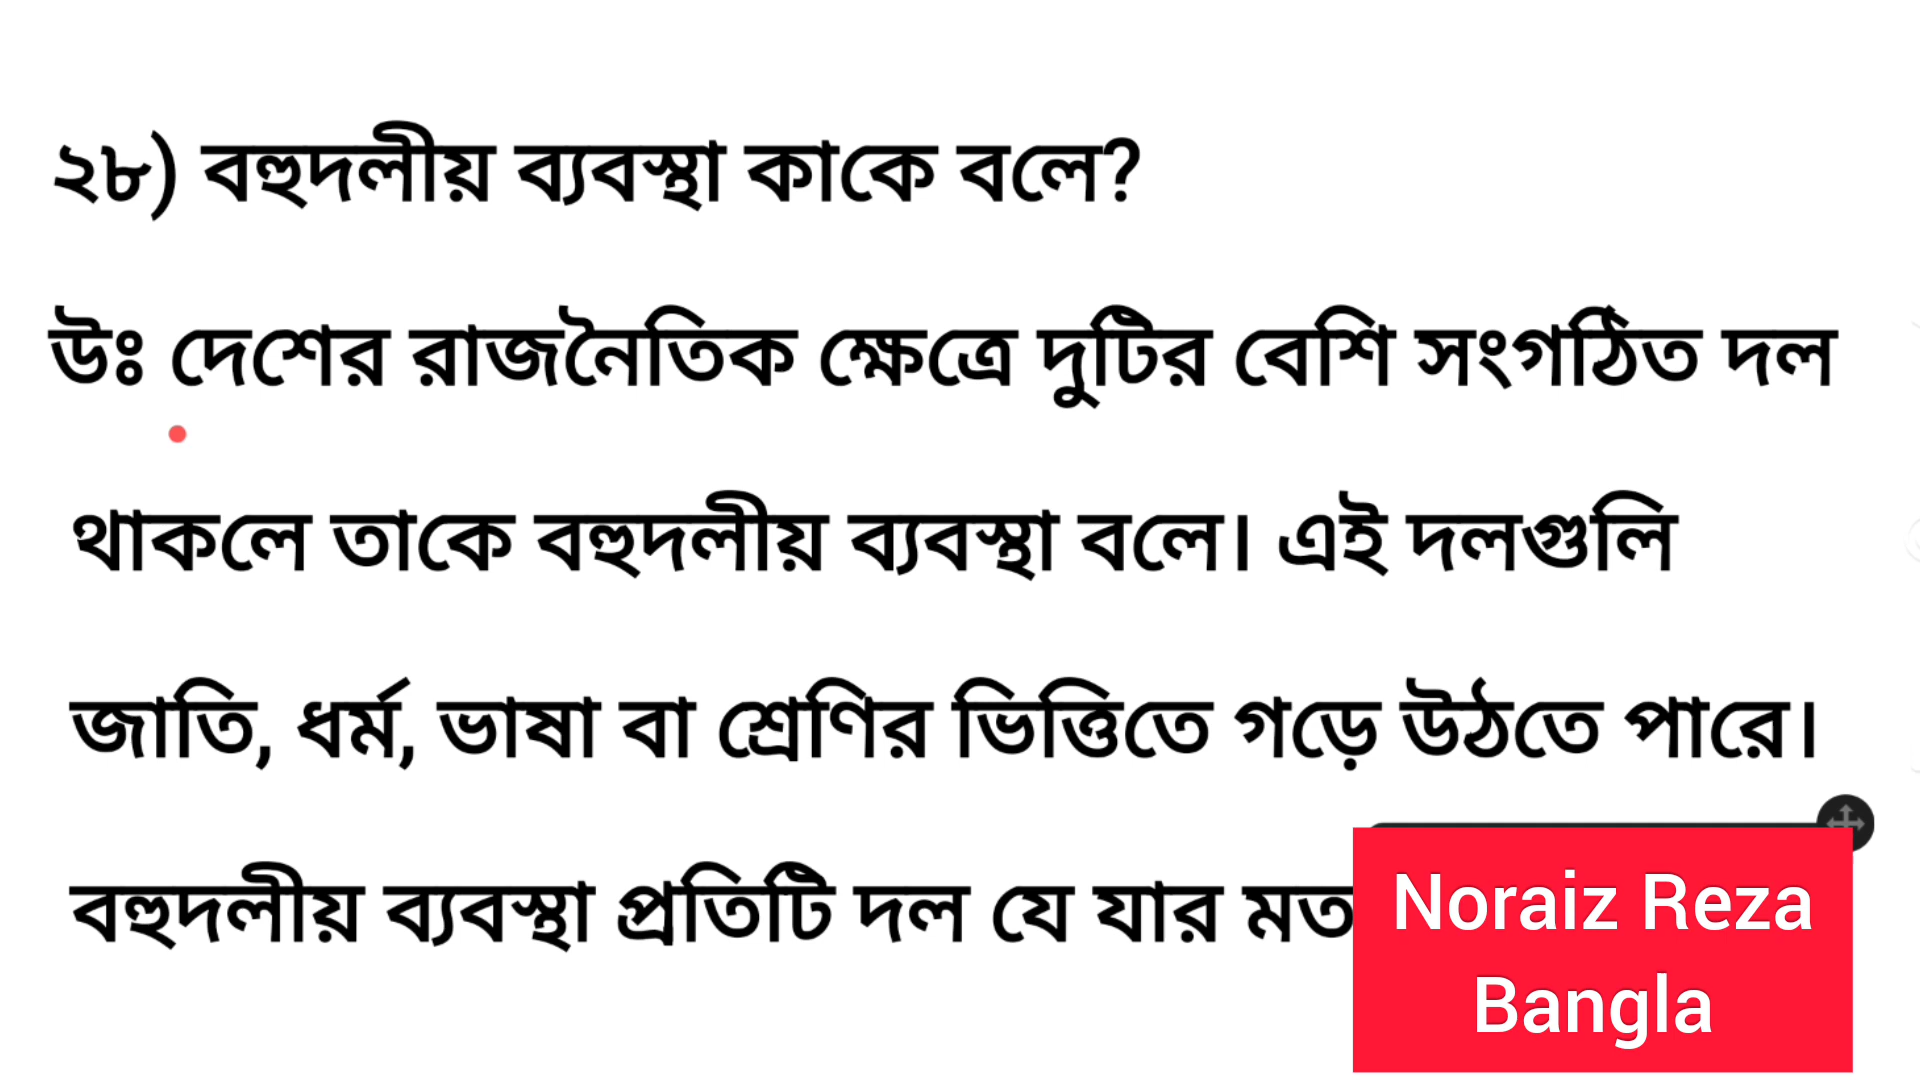 ২৮) বহুদলীয় ব্যবস্থা কাকে বলে?
উঃ দেশের রাজনৈতিক ক্ষেত্রে দুটির বেশি সংগঠিত দল
থাকলে তাকে বহুদলীয় ব্যবস্থা বলে। এই দলগুলি
জাতি, ধর্ম, ভাষা বা শ্রেণির ভিত্তিতে গড়ে উঠতে পারে।
বহুদলীয় ব্যবস্থা প্রতিটি দল যে যার মত
Noraiz Reza
Bangla